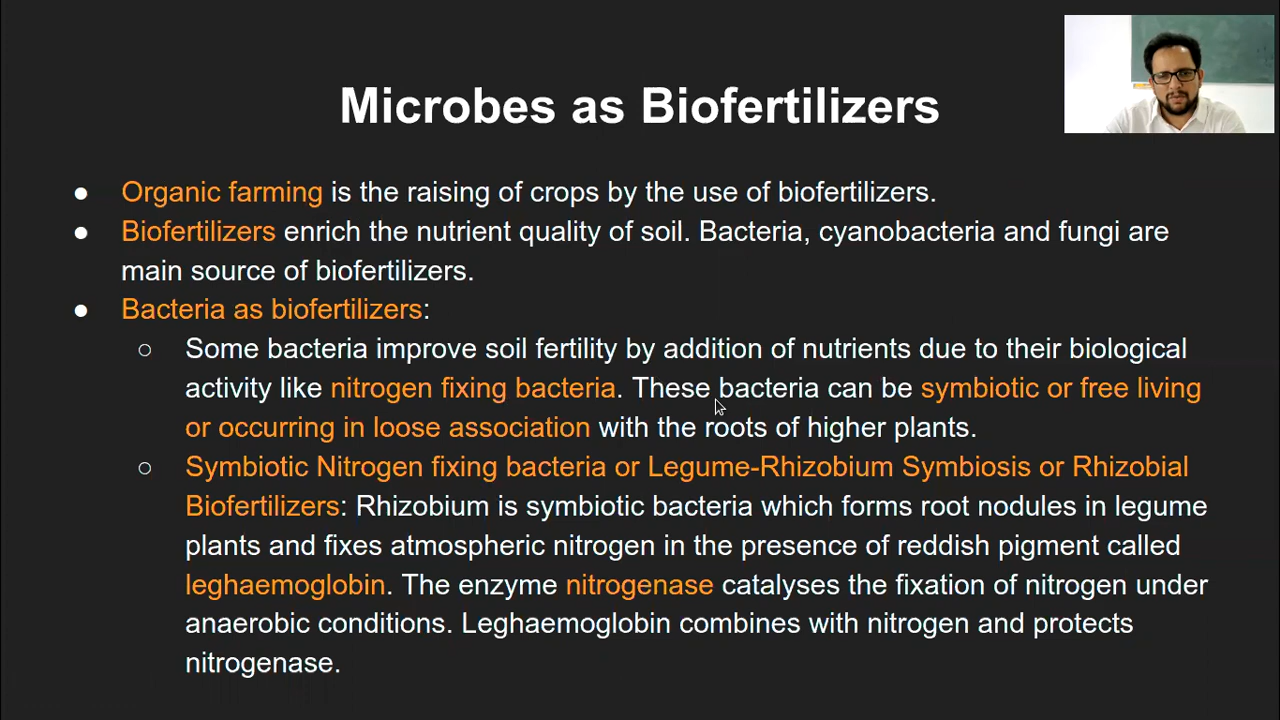 Microbes as Biofertilizers
● Organic farming is the raising of crops by the use of biofertilizers.
● Biofertilizers enrich the nutrient quality of soil. Bacteria, cyanobacteria and fungi are
main source of biofertilizers.
● Bacteria as biofertilizers:
○ Some bacteria improve soil fertility by addition of nutrients due to their biological
activity like nitrogen fixing bacteria. These bacteria can be symbiotic or free living
or occurring in loose association with the roots of higher plants.
○ Symbiotic Nitrogen fixing bacteria or Legume-Rhizobium Symbiosis or Rhizobial
Biofertilizers: Rhizobium is symbiotic bacteria which forms root nodules in legume
plants and fixes atmospheric nitrogen in the presence of reddish pigment called
leghaemoglobin. The enzyme nitrogenase catalyses the fixation of nitrogen under
anaerobic conditions. Leghaemoglobin combines with nitrogen and protects
nitrogenase.